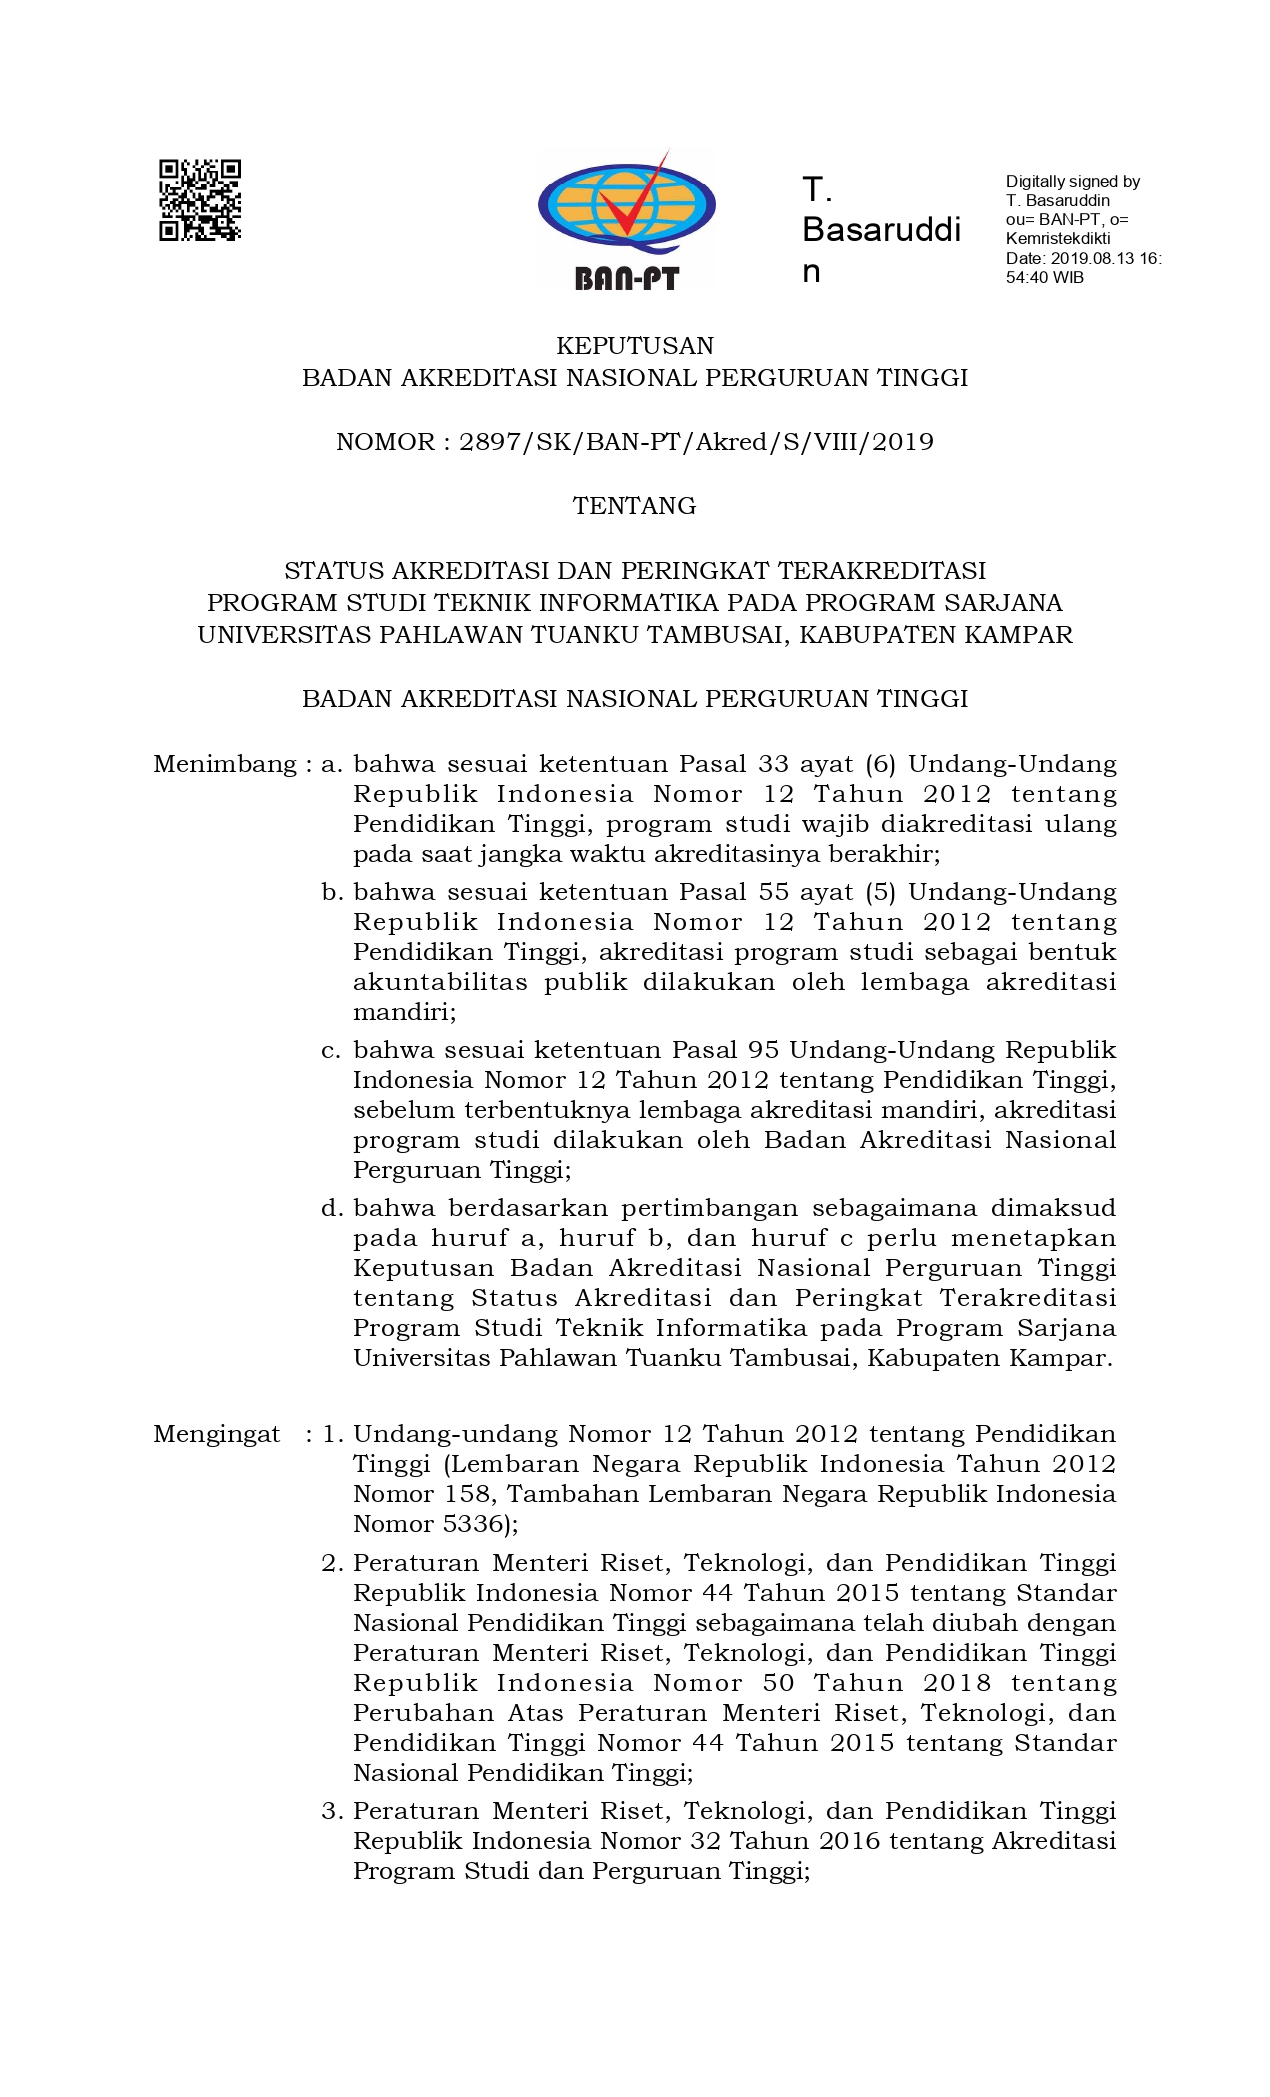 BAN-PT
T.
Basaruddi
n
Digitally signed by
T. Basaruddin
ou= BAN-PT, o=
Kemristekdikti
Date: 2019.08.13 16:
54:40 WIB
KEPUTUSAN
BADAN AKREDITASI NASIONAL PERGURUAN TINGGI
NOMOR : 2897/SK/BAN-PT/Akred/S/VIII/2019
TENTANG
STATUS AKREDITASI DAN PERINGKAT TERAKREDITASI
PROGRAM STUDI TEKNIK INFORMATIKA PADA PROGRAM SARJANA
UNIVERSITAS PAHLAWAN TUANKU TAMBUSAI, KABUPATEN KAMPAR
BADAN AKREDITASI NASIONAL PERGURUAN TINGGI
Menimbang : a. bahwa sesuai ketentuan Pasal 33 ayat (6) Undang-Undang
Republik Indonesia Nomor 12 Tahun 2012 tentang
Pendidikan Tinggi, program studi wajib diakreditasi ulang
pada saat jangka waktu akreditasinya berakhir;
b. bahwa sesuai ketentuan Pasal 55 ayat (5) Undang-Undang
Republik Indonesia Nomor 12 Tahun 2012 tentang
Pendidikan Tinggi, akreditasi program studi sebagai bentuk
akuntabilitas publik dilakukan oleh lembaga akreditasi
mandiri;
c. bahwa sesuai ketentuan Pasal 95 Undang-Undang Republik
Indonesia Nomor 12 Tahun 2012 tentang Pendidikan Tinggi,
sebelum terbentuknya lembaga akreditasi mandiri, akreditasi
program studi dilakukan oleh Badan Akreditasi Nasional
Perguruan Tinggi;
d. bahwa berdasarkan pertimbangan sebagaimana dimaksud
pada huruf a, huruf b, dan huruf c perlu menetapkan
Keputusan Badan Akreditasi Nasional Perguruan Tinggi
tentang Status Akreditasi dan Peringkat Terakreditasi
Program Studi Teknik Informatika pada Program Sarjana
Universitas Pahlawan Tuanku Tambusai, Kabupaten Kampar.
Mengingat : 1. Undang-undang Nomor 12 Tahun 2012 tentang Pendidikan
Tinggi (Lembaran Negara Republik Indonesia Tahun 2012
Nomor 158, Tambahan Lembaran Negara Republik Indonesia
Nomor 5336);
2. Peraturan Menteri Riset, Teknologi, dan Pendidikan Tinggi
Republik Indonesia Nomor 44 Tahun 2015 tentang Standar
Nasional Pendidikan Tinggi sebagaimana telah diubah dengan
Peraturan Menteri Riset, Teknologi, dan Pendidikan Tinggi
Republik Indonesia Nomor 50 Tahun 2018 tentang
Perubahan Atas Peraturan Menteri Riset, Teknologi, dan
Pendidikan Tinggi Nomor 44 Tahun 2015 tentang Standar
Nasional Pendidikan Tinggi;
3. Peraturan Menteri Riset, Teknologi, dan Pendidikan Tinggi
Republik Indonesia Nomor 32 Tahun 2016 tentang Akreditasi
Program Studi dan Perguruan Tinggi;